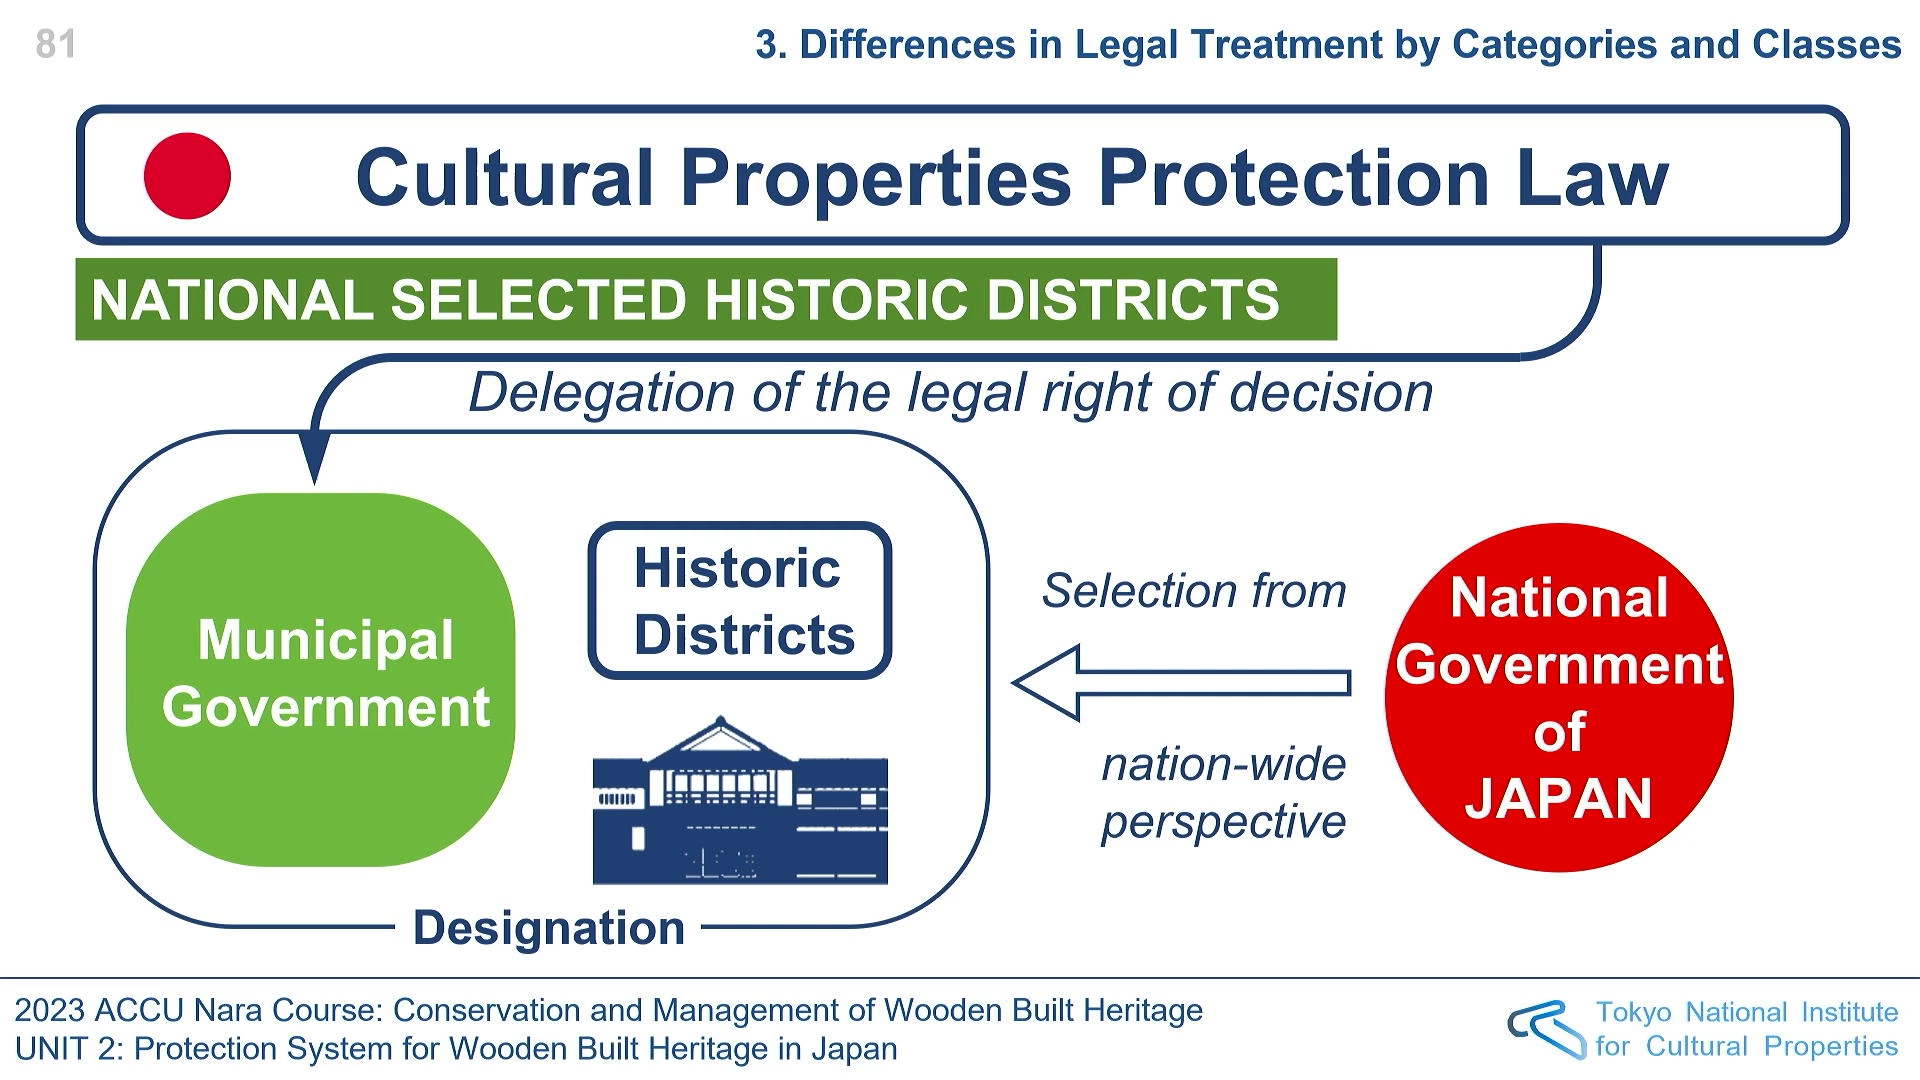 81
3. Differences in Legal Treatment by Categories and Classes
Cultural Properties Protection Law
NATIONAL SELECTED HISTORIC DISTRICTS
Delegation of the legal right of decision
Municipal
Government
Historic
Districts
Designation
Selection from
nation-wide
perspective
National
Government
of
JAPAN
2023 ACCU Nara Course: Conservation and Management of Wooden Built Heritage
UNIT 2: Protection System for Wooden Built Heritage in Japan
Tokyo National Institute
for Cultural Properties